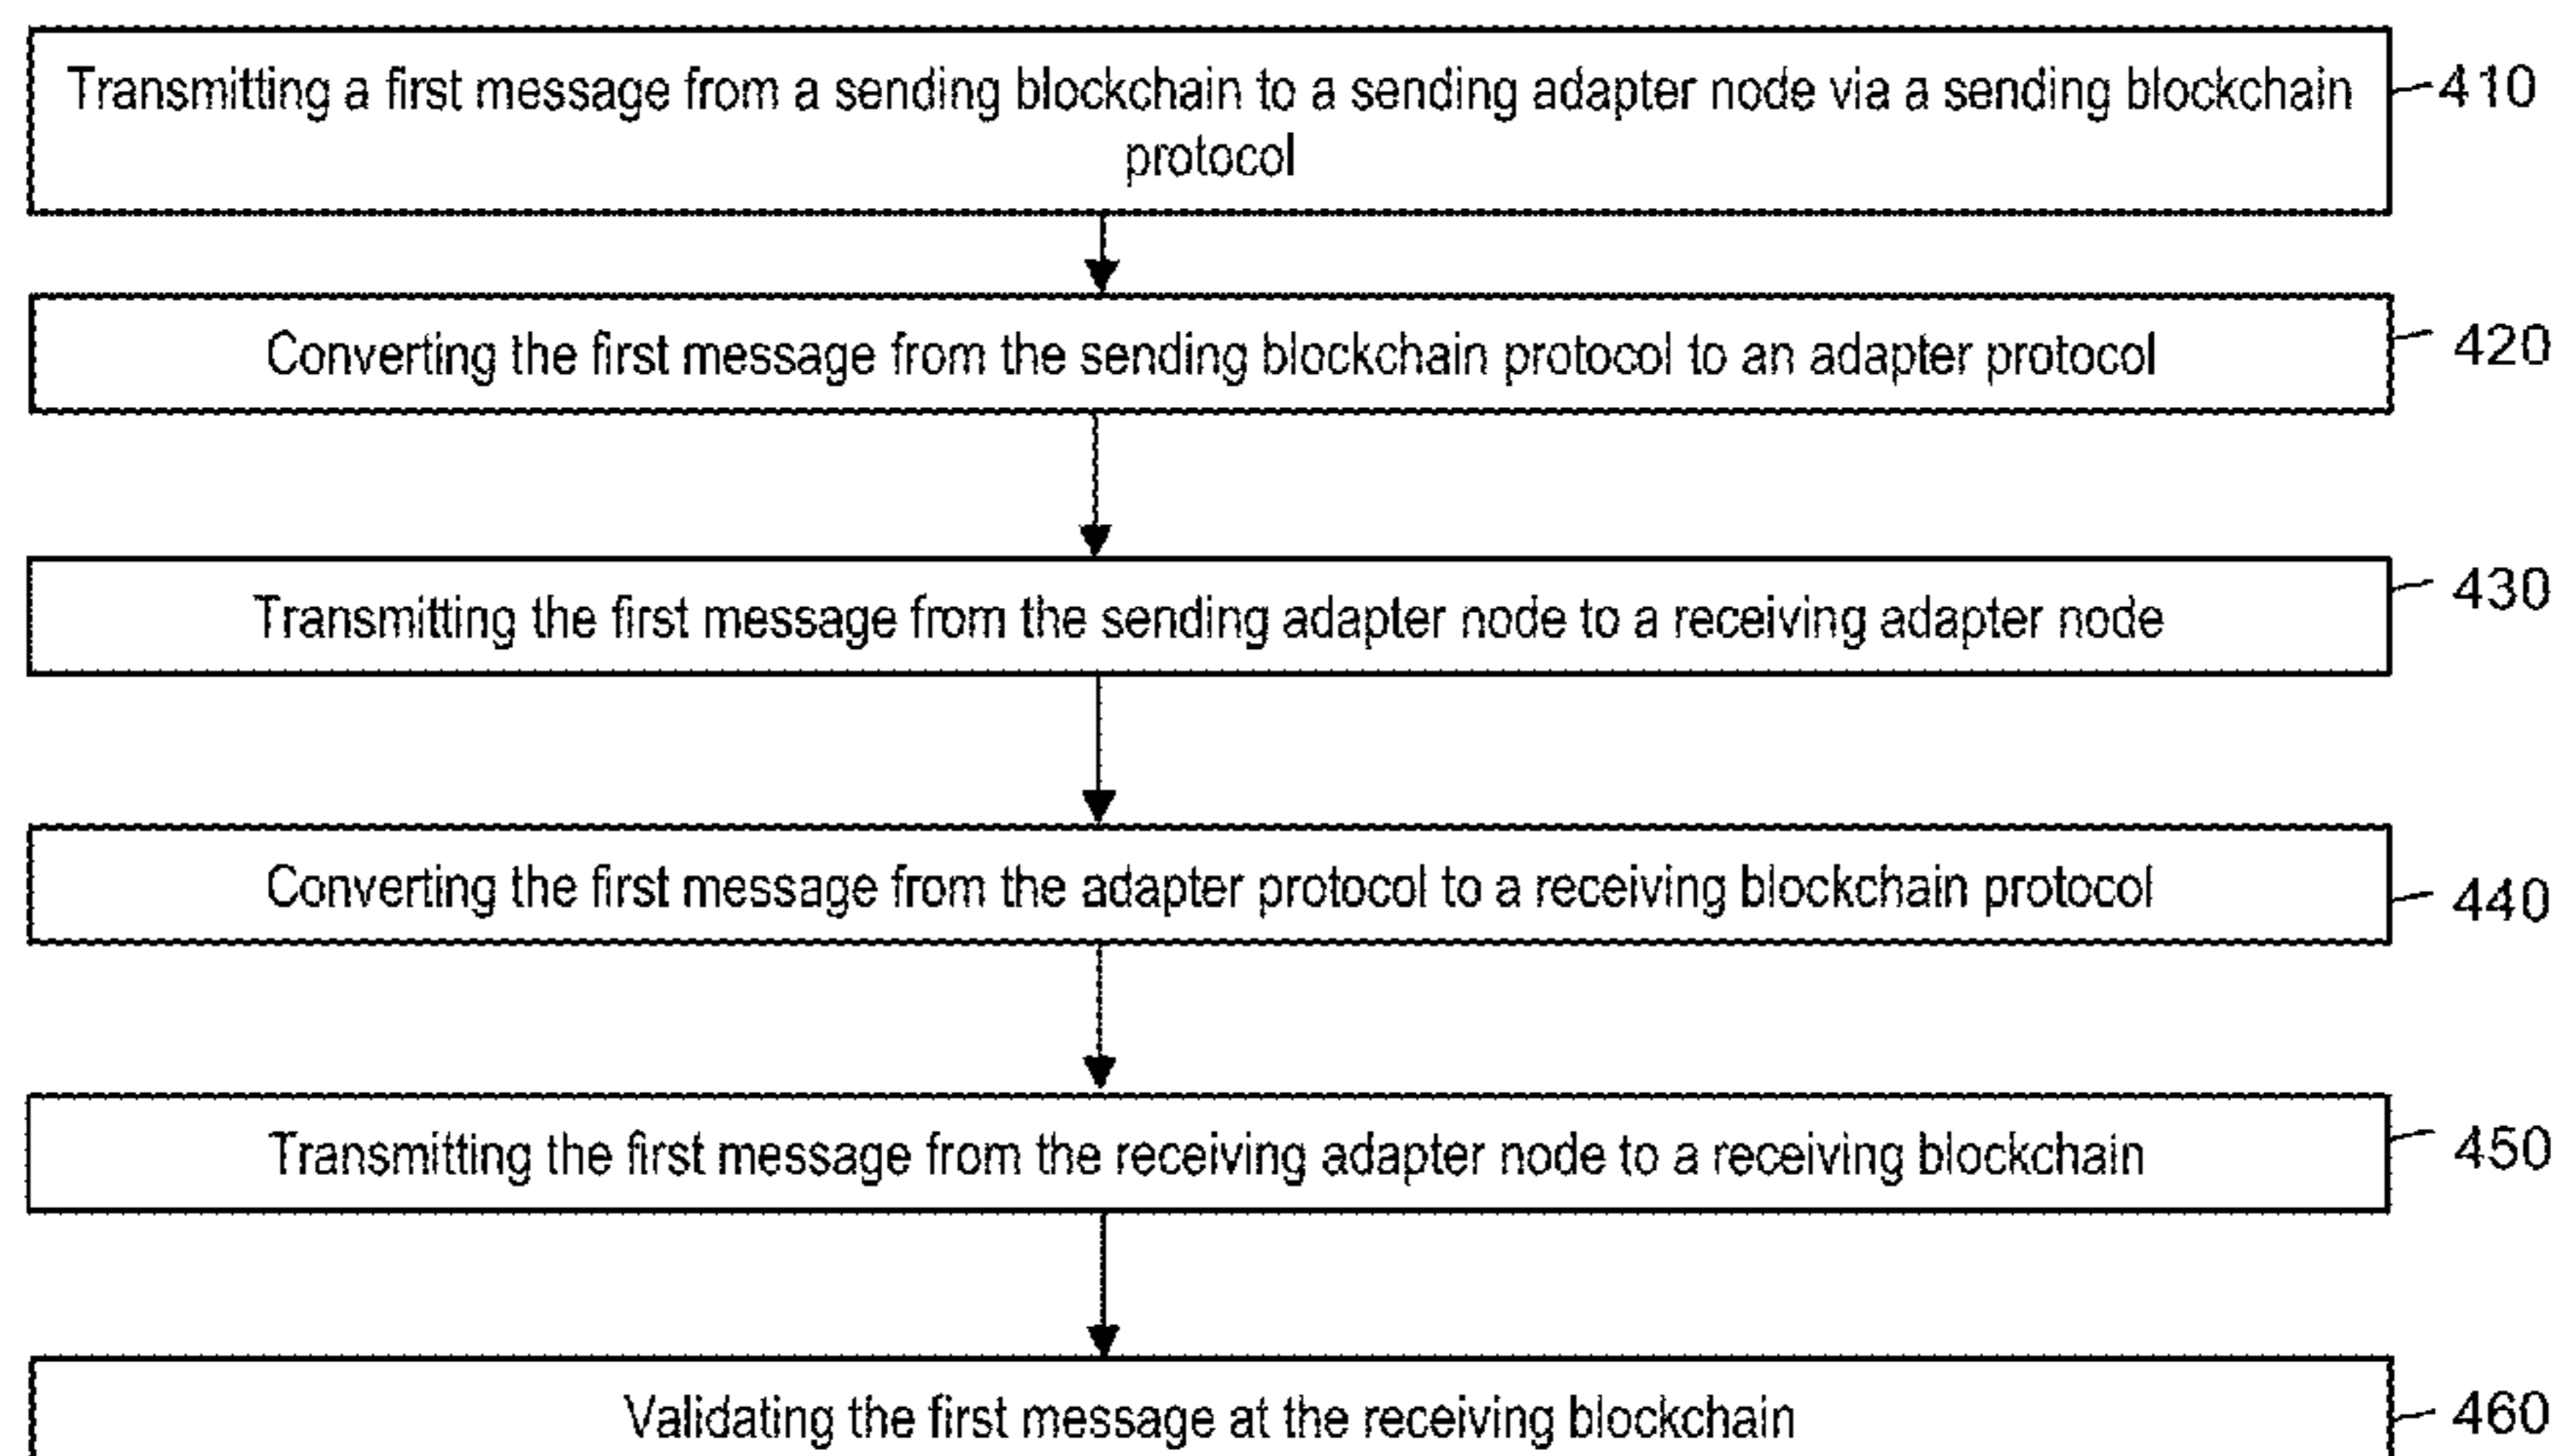 Transmitting a first message from a sending blockchain to a sending adapter node via a sending blockchain
protocol
410
Converting the first message from the sending blockchain protocol to an adapter protocol
420
Transmitting the first message from the sending adapter node to a receiving adapter node
430
Converting the first message from the adapter protocol to a receiving blockchain protocol
440
Transmitting the first message from the receiving adapter node to a receiving blockchain
450
Validating the first message at the receiving blockchain
460